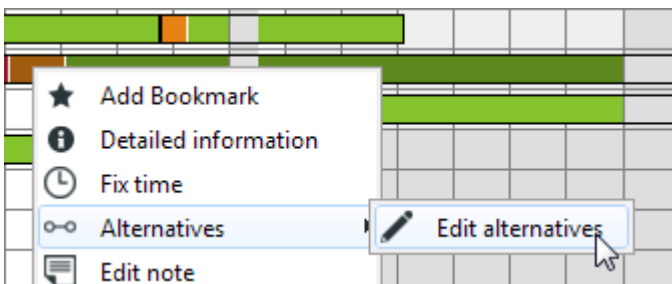 Add Bookmark
Detailed information
Fix time
Alternatives
Edit alternatives
Edit note